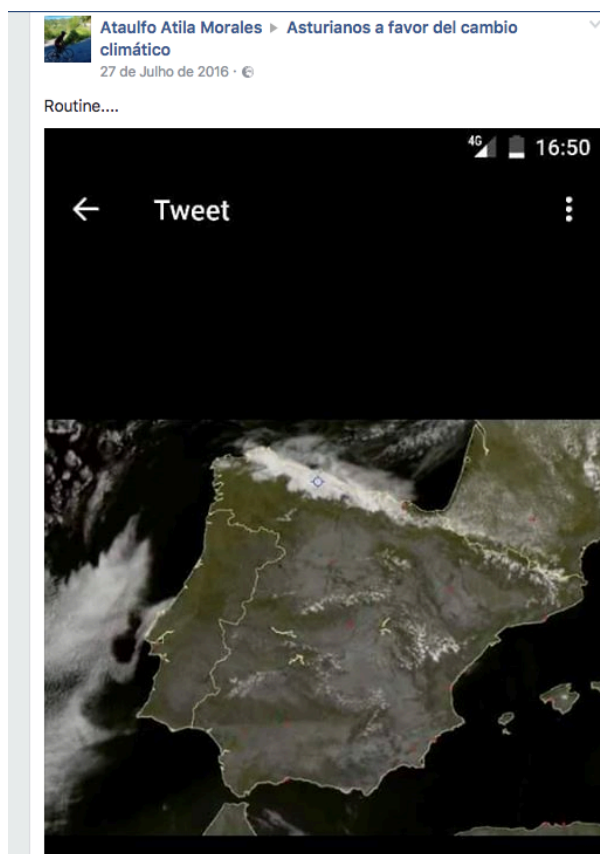 Ataulfo Atila Morales ▸ Asturianos a favor del cambio
climático
27 de Julho de 2016 ·
Routine....
4G 16:50
← Tweet